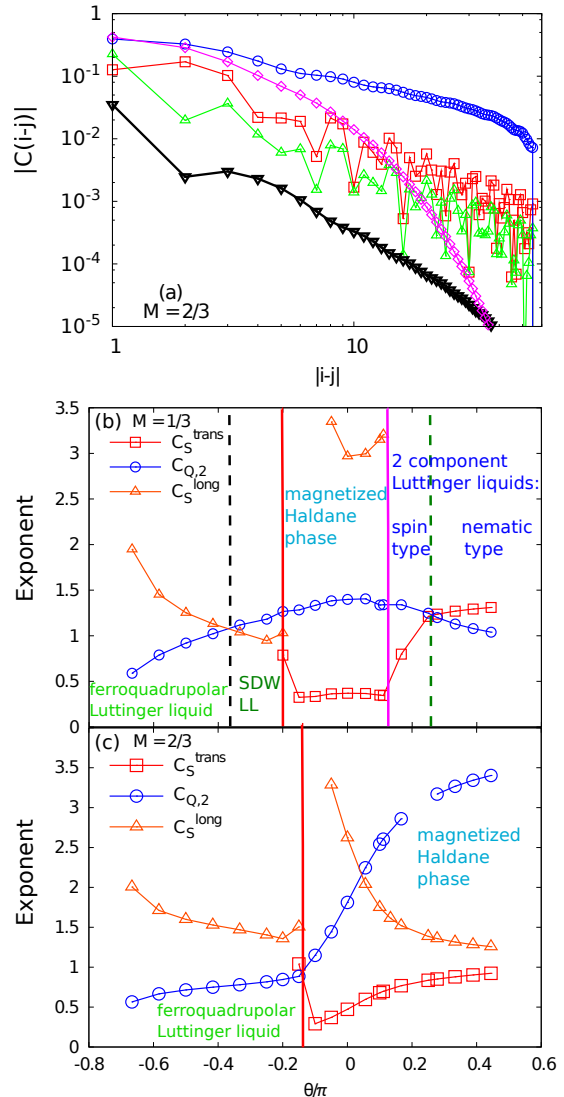 10^0
10^-1
10^-2
10^-3
10^-4
10^-5
|C(i-j)|
(a)
M = 2/3
1
10
|i-j|
(b)
M = 1/3
C_S^trans
C_Q,2
C_S^long
2 component
Luttinger liquids:
spin
type
nematic
type
magnetized
Haldane
phase
ferroquadrupolar
Luttinger liquid
SDW
LL
Exponent
3.5
3
2.5
2
1.5
1
0.5
0
(c)
M = 2/3
C_S^trans
C_Q,2
C_S^long
magnetized
Haldane
phase
ferroquadrupolar
Luttinger liquid
Exponent
3.5
3
2.5
2
1.5
1
0.5
0
-0.8
-0.6
-0.4
-0.2
0
0.2
0.4
0.6
θ/π